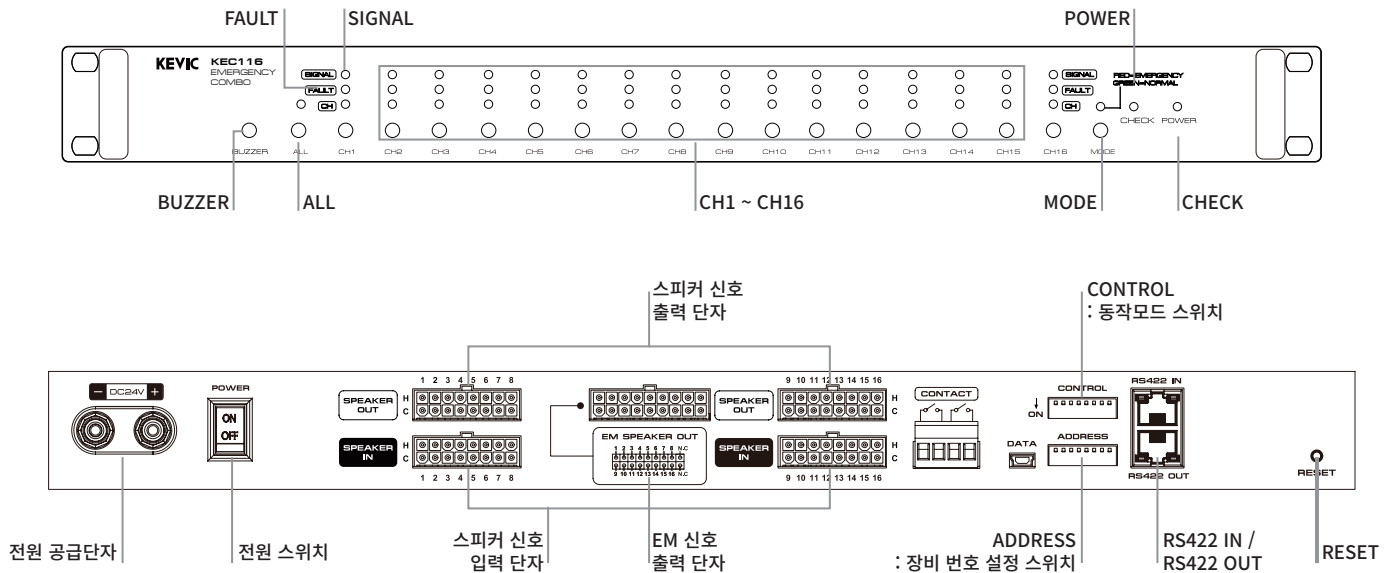 FAULT SIGNAL POWER
KEVIC KEC116
EMERGENCY
COMBO
SIGNAL
FAULT
CH
SIGNAL
FAULT
CH
RED=EMERGENCY
GREEN=NORMAL
CHECK POWER
BUZZER ALL CH1 CH2 CH3 CH4 CH5 CH6 CH7 CH8 CH9 CH10 CH11 CH12 CH13 CH14 CH15 CH16 MODE
BUZZER ALL CH1 ~ CH16 MODE CHECK
스피커 신호
출력 단자
CONTROL
: 동작모드 스위치
− DC24V +
POWER
ON
OFF
1 2 3 4 5 6 7 8
SPEAKER
OUT
H
C
SPEAKER
IN
H
C
1 2 3 4 5 6 7 8
EM SPEAKER OUT
1 2 3 4 5 6 7 8 N.C
9 10 11 12 13 14 15 16 N.C
9 10 11 12 13 14 15 16
SPEAKER
OUT
H
C
SPEAKER
IN
H
C
9 10 11 12 13 14 15 16
CONTACT
CONTROL
↓
ON
DATA
ADDRESS
RS422 IN
RS422 OUT
RESET
전원 공급단자
전원 스위치
스피커 신호
입력 단자
EM 신호
출력 단자
ADDRESS
: 장비 번호 설정 스위치
RS422 IN /
RS422 OUT
RESET